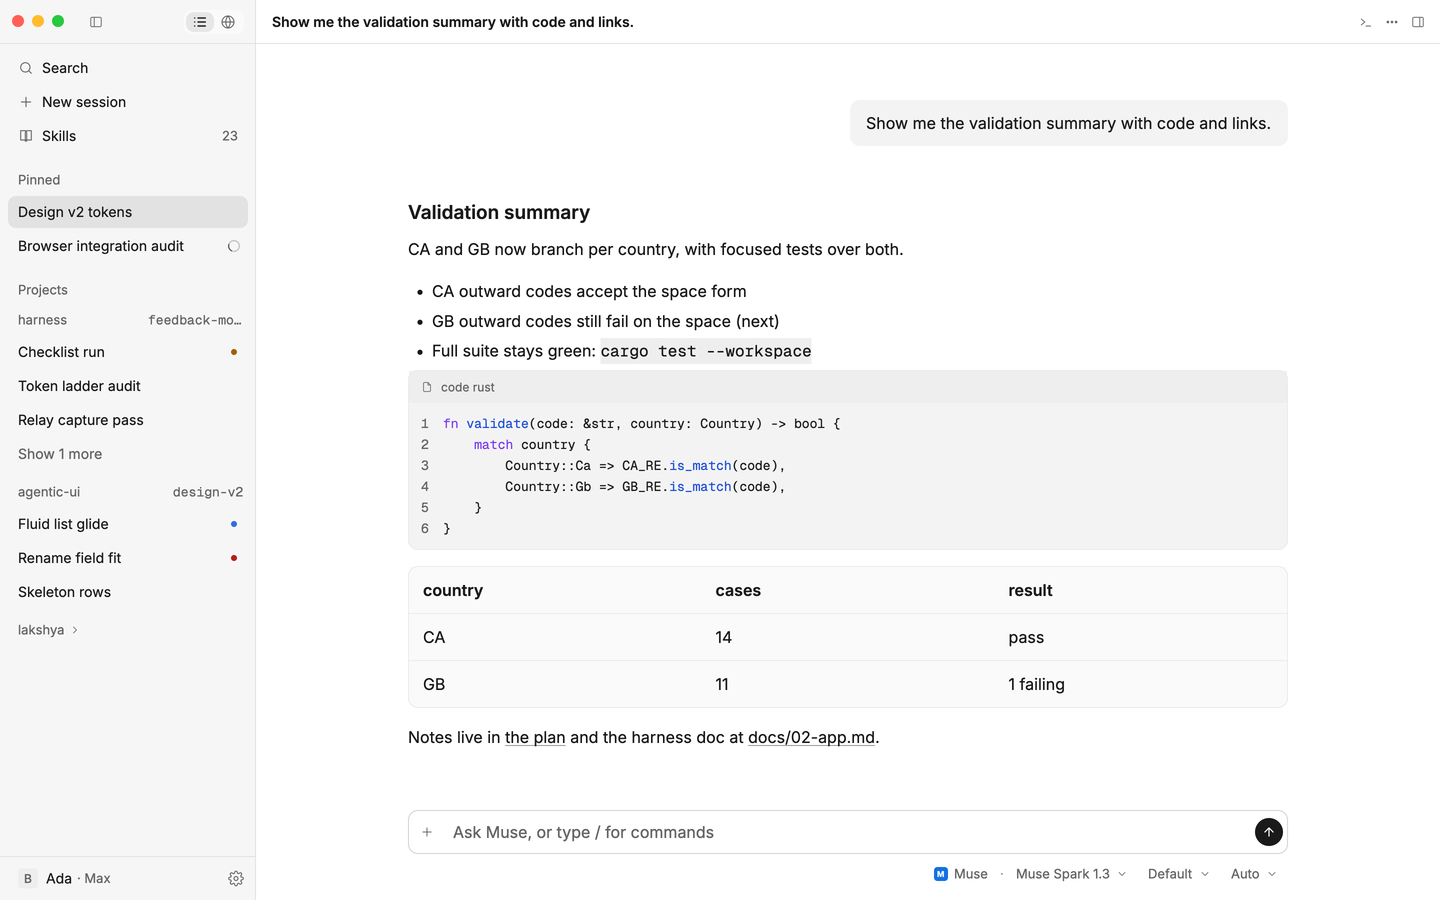 Show me the validation summary with code and links.
Search
New session
Skills 23
Pinned
Design v2 tokens
Browser integration audit
Projects
harness feedback-mo…
Checklist run
Token ladder audit
Relay capture pass
Show 1 more
agentic-ui design-v2
Fluid list glide
Rename field fit
Skeleton rows
lakshya
B Ada · Max
Show me the validation summary with code and links.
Validation summary
CA and GB now branch per country, with focused tests over both.
• CA outward codes accept the space form
• GB outward codes still fail on the space (next)
• Full suite stays green: cargo test --workspace
code rust
1 fn validate(code: &str, country: Country) -> bool {
2     match country {
3         Country::Ca => CA_RE.is_match(code),
4         Country::Gb => GB_RE.is_match(code),
5     }
6 }
country cases result
CA 14 pass
GB 11 1 failing
Notes live in the plan and the harness doc at docs/02-app.md.
Ask Muse, or type / for commands
M Muse · Muse Spark 1.3 Default Auto